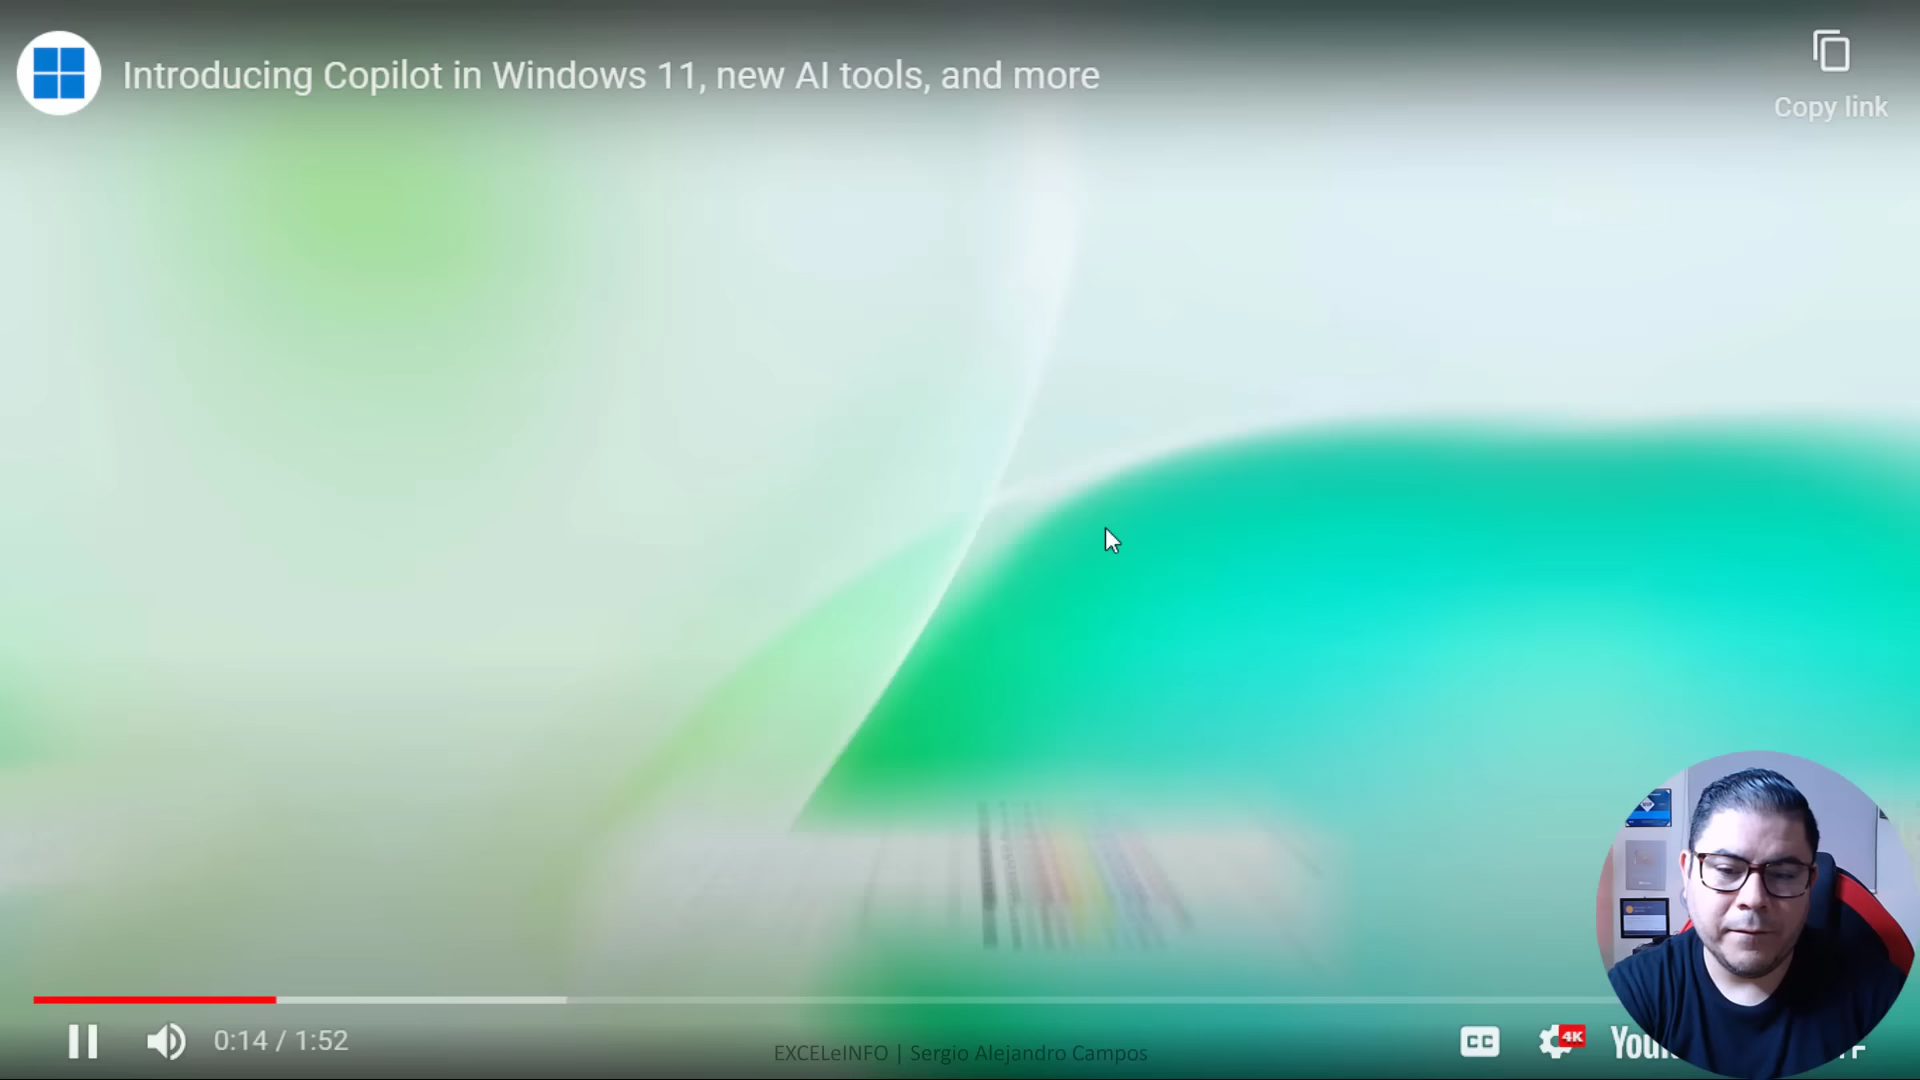 Introducing Copilot in Windows 11, new AI tools, and more
Copy link
0:14 / 1:52
EXCELeINFO | Sergio Alejandro Campos
CC
4K